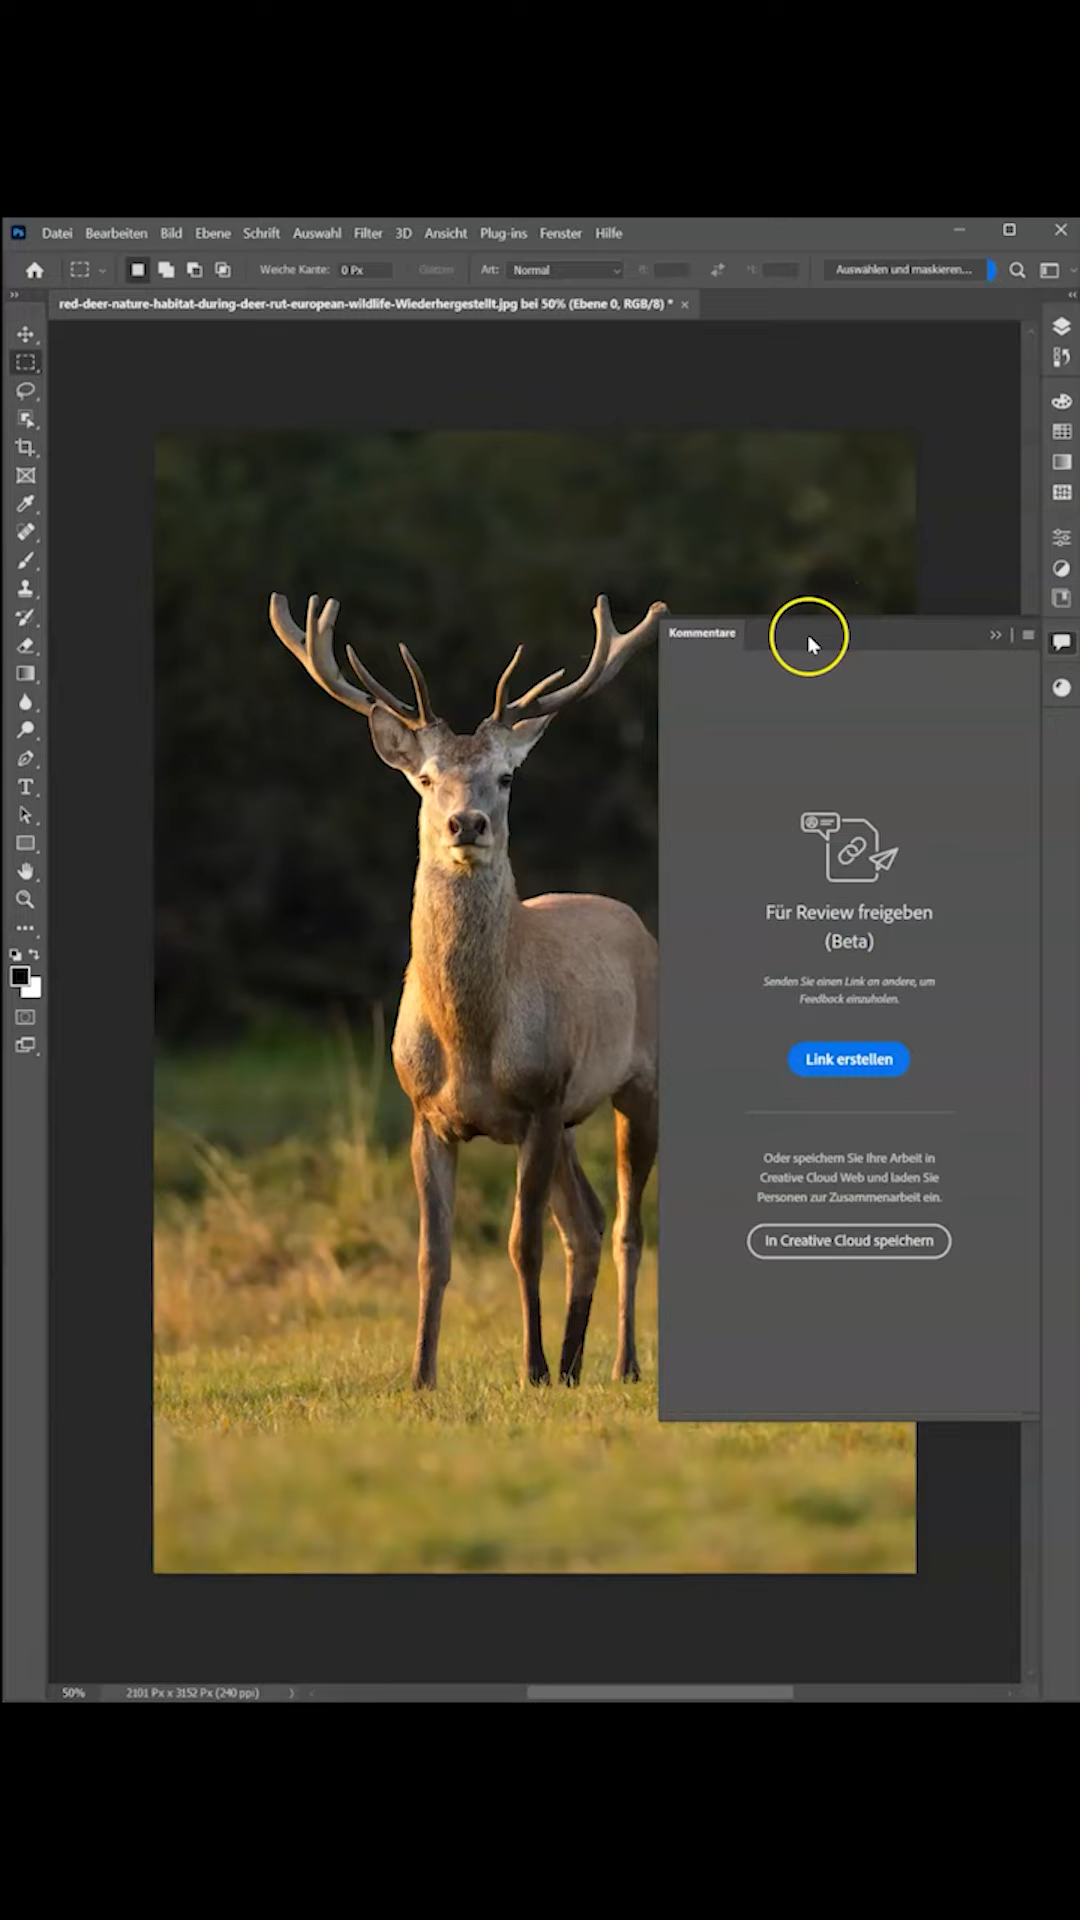 Ps Datei Bearbeiten Bild Ebene Schrift Auswahl Filter 3D Ansicht Plug-ins Fenster Hilfe
Weiche Kante: 0 Px Glätten Art: Normal B: H: Auswählen und maskieren...
red-deer-nature-habitat-during-deer-rut-european-wildlife-Wiederhergestellt.jpg bei 50% (Ebene 0, RGB/8) *
Kommentare
Für Review freigeben
(Beta)
Senden Sie einen Link an andere, um
Feedback einzuholen.
Link erstellen
Oder speichern Sie Ihre Arbeit in
Creative Cloud Web und laden Sie
Personen zur Zusammenarbeit ein.
In Creative Cloud speichern
50% 2101 Px x 3152 Px (240 ppi)